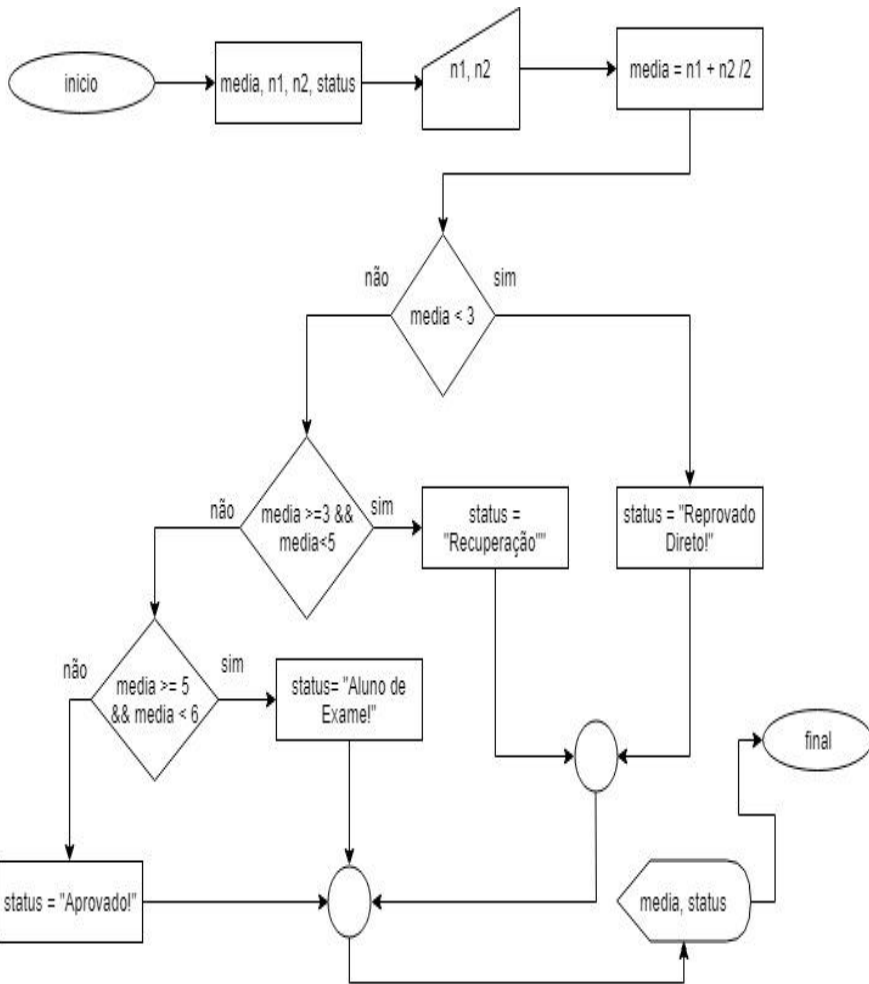 inicio
media, n1, n2, status
n1, n2
media = n1 + n2 /2
não
sim
media < 3
não
media >=3 &&
media<5
sim
status =
"Recuperação""
status = "Reprovado
Direto!"
não
media >= 5
&& media < 6
sim
status= "Aluno de
Exame!"
final
status = "Aprovado!"
media, status